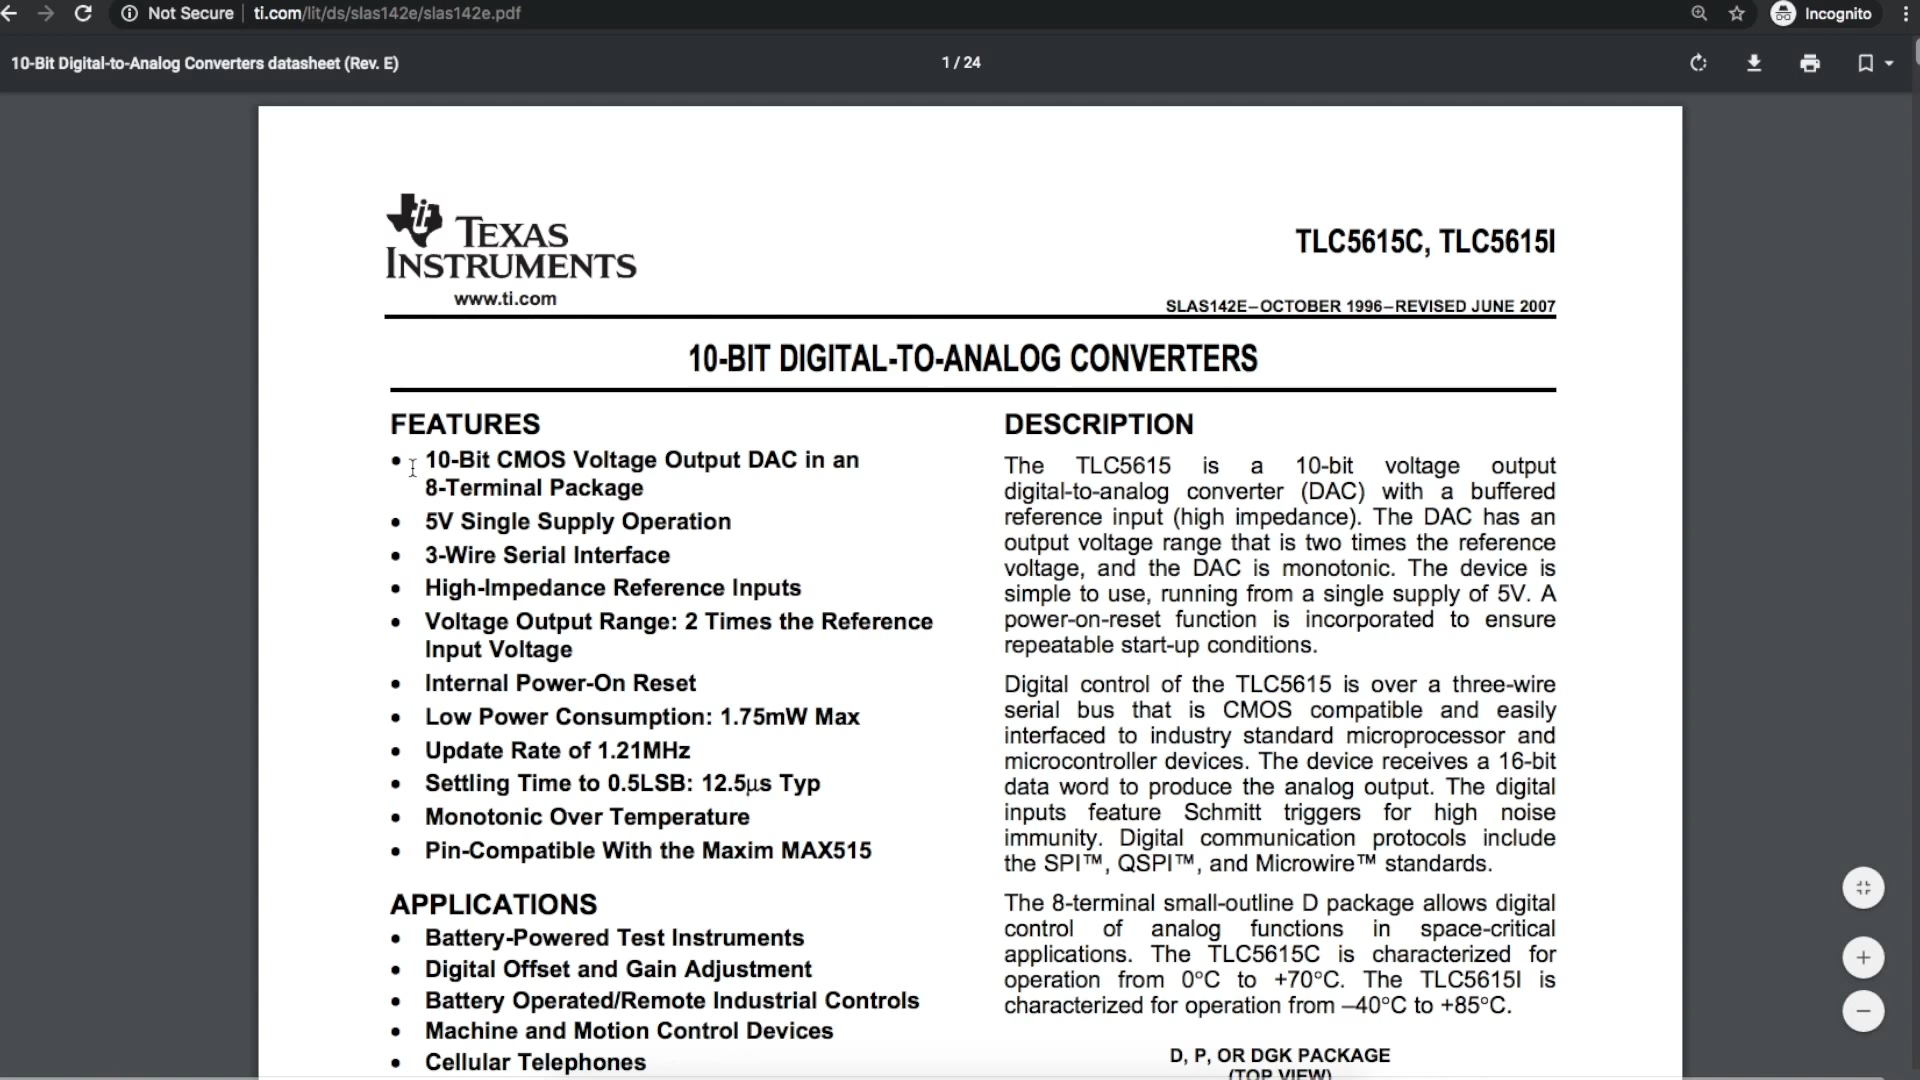 Not Secure
ti.com/lit/ds/slas142e/slas142e.pdf
Incognito
10-Bit Digital-to-Analog Converters datasheet (Rev. E)
1 / 24
TEXAS
INSTRUMENTS
www.ti.com
TLC5615C, TLC5615I
SLAS142E–OCTOBER 1996–REVISED JUNE 2007
10-BIT DIGITAL-TO-ANALOG CONVERTERS
FEATURES
• 10-Bit CMOS Voltage Output DAC in an
8-Terminal Package
• 5V Single Supply Operation
• 3-Wire Serial Interface
• High-Impedance Reference Inputs
• Voltage Output Range: 2 Times the Reference
Input Voltage
• Internal Power-On Reset
• Low Power Consumption: 1.75mW Max
• Update Rate of 1.21MHz
• Settling Time to 0.5LSB: 12.5μs Typ
• Monotonic Over Temperature
• Pin-Compatible With the Maxim MAX515
APPLICATIONS
• Battery-Powered Test Instruments
• Digital Offset and Gain Adjustment
• Battery Operated/Remote Industrial Controls
• Machine and Motion Control Devices
• Cellular Telephones
DESCRIPTION
The TLC5615 is a 10-bit voltage output
digital-to-analog converter (DAC) with a buffered
reference input (high impedance). The DAC has an
output voltage range that is two times the reference
voltage, and the DAC is monotonic. The device is
simple to use, running from a single supply of 5V. A
power-on-reset function is incorporated to ensure
repeatable start-up conditions.
Digital control of the TLC5615 is over a three-wire
serial bus that is CMOS compatible and easily
interfaced to industry standard microprocessor and
microcontroller devices. The device receives a 16-bit
data word to produce the analog output. The digital
inputs feature Schmitt triggers for high noise
immunity. Digital communication protocols include
the SPI™, QSPI™, and Microwire™ standards.
The 8-terminal small-outline D package allows digital
control of analog functions in space-critical
applications. The TLC5615C is characterized for
operation from 0°C to +70°C. The TLC5615I is
characterized for operation from –40°C to +85°C.
D, P, OR DGK PACKAGE
(TOP VIEW)